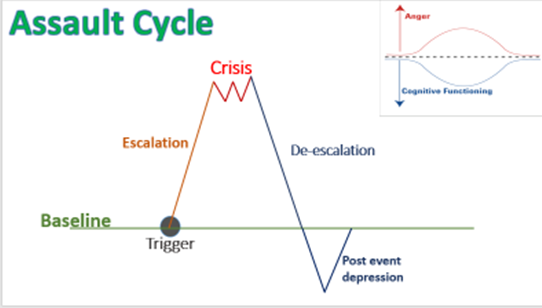 Assault Cycle
Anger
Cognitive Functioning
Crisis
Escalation
De-escalation
Baseline
Trigger
Post event
depression